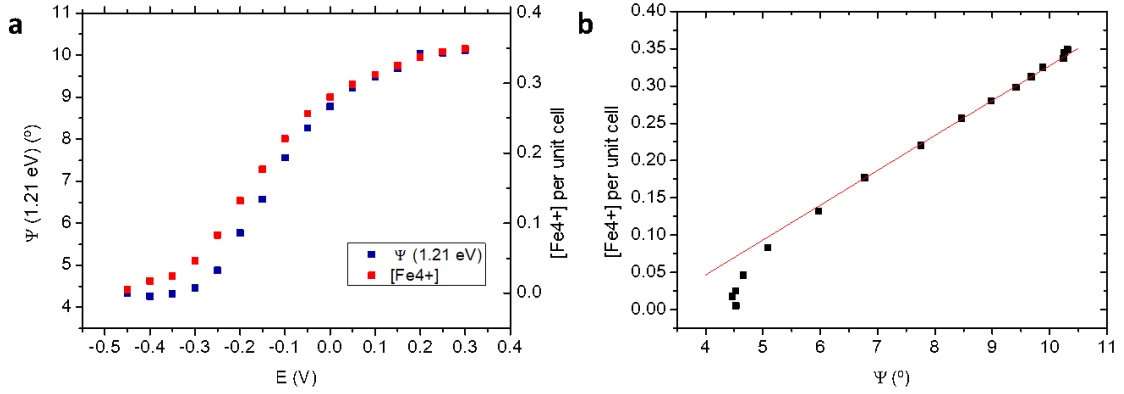 a
11
10
9
8
7
6
5
4
Ψ (1.21 eV) (º)
0.4
0.3
0.2
0.1
0.0
[Fe4+] per unit cell
Ψ (1.21 eV)
[Fe4+]
-0.5 -0.4 -0.3 -0.2 -0.1 0.0 0.1 0.2 0.3 0.4
E (V)
b
0.40
0.35
0.30
0.25
0.20
0.15
0.10
0.05
0.00
[Fe4+] per unit cell
4 5 6 7 8 9 10 11
Ψ (º)